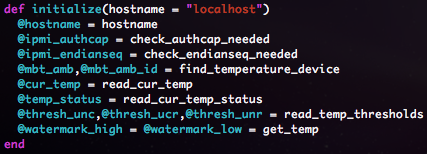 def initialize(hostname = "localhost")
@hostname = hostname
@ipmi_authcap = check_authcap_needed
@ipmi_endianseq = check_endianseq_needed
@mbt_amb,@mbt_amb_id = find_temperature_device
@cur_temp = read_cur_temp
@temp_status = read_cur_temp_status
@thresh_unc,@thresh_ucr,@thresh_unr = read_temp_thresholds
@watermark_high = @watermark_low = get_temp
end